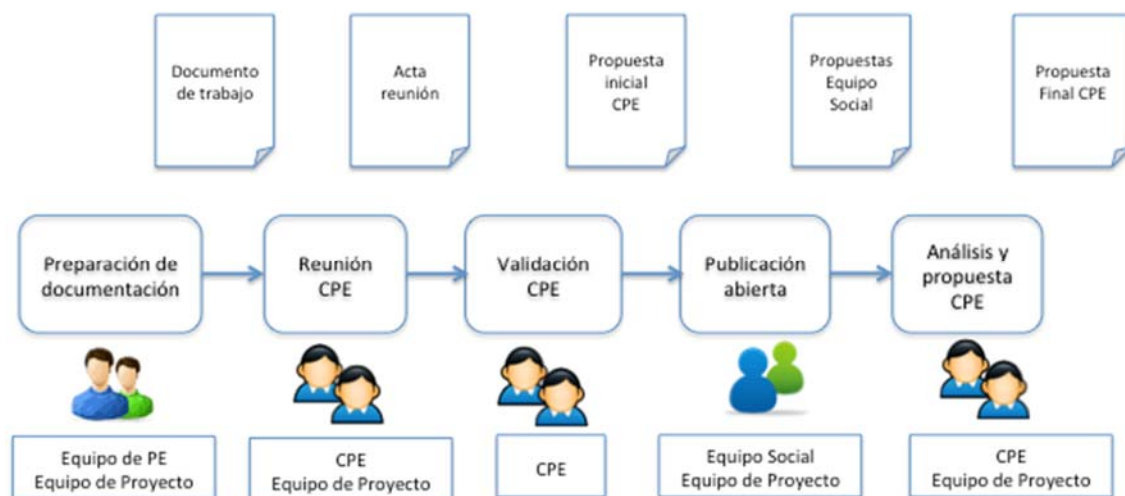 Documento
de trabajo
Acta
reunión
Propuesta
inicial
CPE
Propuestas
Equipo
Social
Propuesta
Final CPE
Preparación de
documentación
Reunión
CPE
Validación
CPE
Publicación
abierta
Análisis y
propuesta
CPE
Equipo de PE
Equipo de Proyecto
CPE
Equipo de Proyecto
CPE
Equipo Social
Equipo de Proyecto
CPE
Equipo de Proyecto